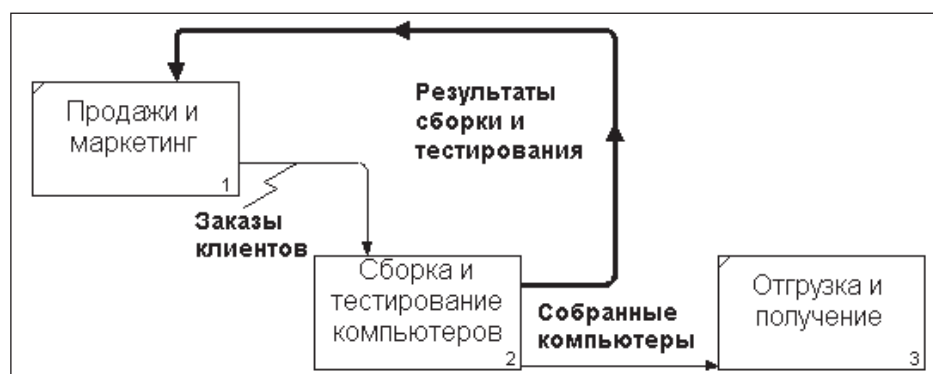 Продажи и
маркетинг
1
Результаты
сборки и
тестирования
Заказы
клиентов
Сборка и
тестирование
компьютеров
2
Собранные
компьютеры
Отгрузка и
получение
3